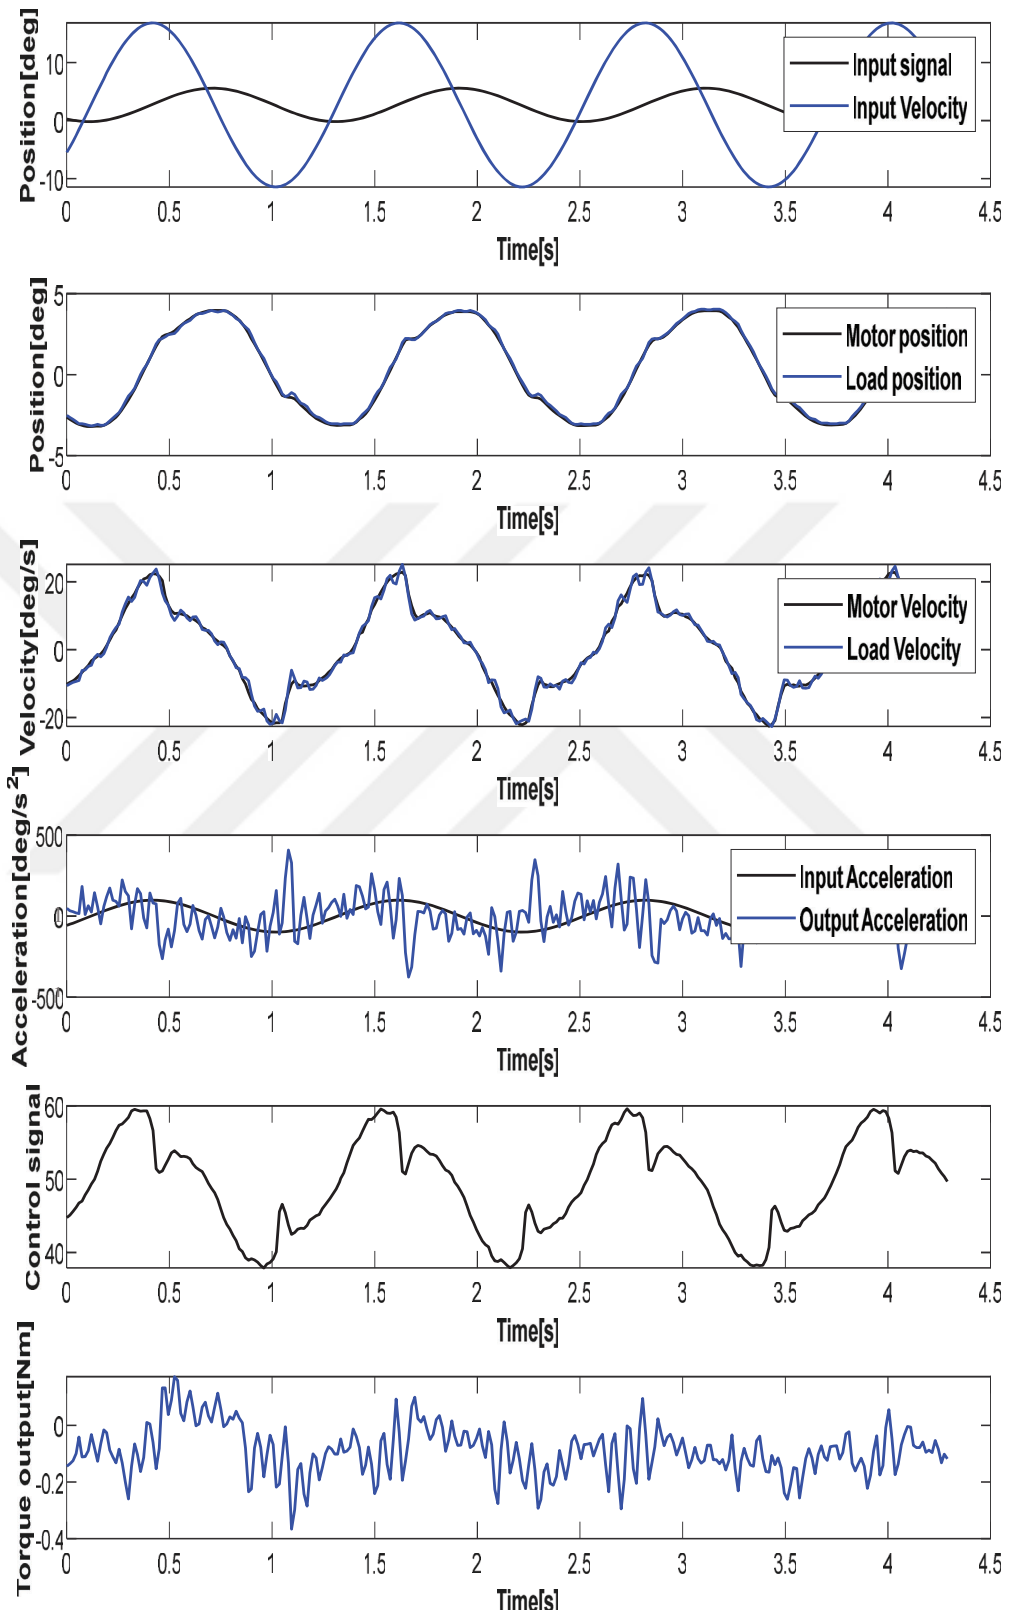 Position[deg]
10
0
-10
Input signal
Input Velocity
0 0.5 1 1.5 2 2.5 3 3.5 4 4.5
Time[s]
Position[deg]
5
0
-5
Motor position
Load position
0 0.5 1 1.5 2 2.5 3 3.5 4 4.5
Time[s]
Velocity[deg/s]
20
0
-20
Motor Velocity
Load Velocity
0 0.5 1 1.5 2 2.5 3 3.5 4 4.5
Time[s]
Acceleration[deg/s²]
500
0
-500
Input Acceleration
Output Acceleration
0 0.5 1 1.5 2 2.5 3 3.5 4 4.5
Time[s]
Control signal
60
50
40
0 0.5 1 1.5 2 2.5 3 3.5 4 4.5
Time[s]
Torque output[Nm]
0
-0.2
-0.4
0 0.5 1 1.5 2 2.5 3 3.5 4 4.5
Time[s]